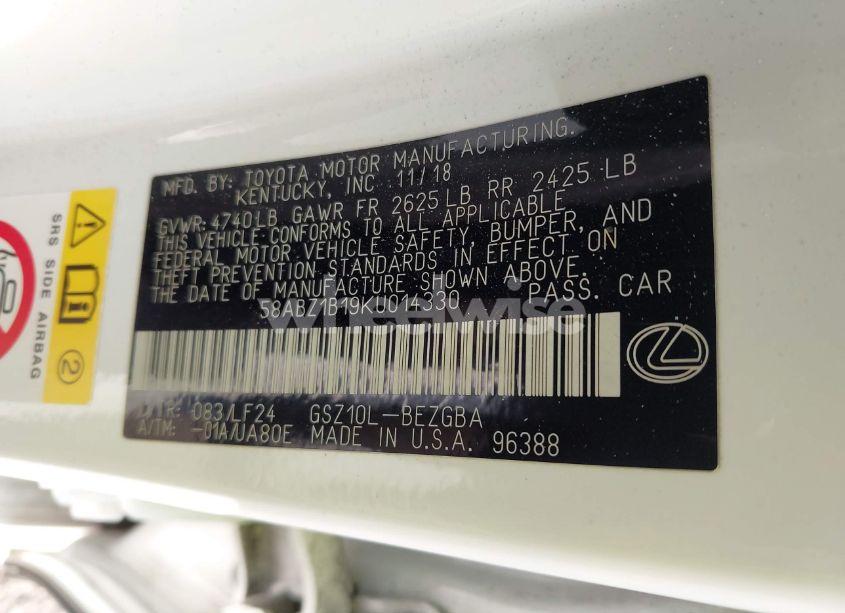 MFD. BY: TOYOTA MOTOR MANUFACTURING.
KENTUCKY, INC 11/18
GVWR: 4740LB GAWR FR 2625LB RR 2425 LB
THIS VEHICLE CONFORMS TO ALL APPLICABLE
FEDERAL MOTOR VEHICLE SAFETY, BUMPER, AND
THEFT PREVENTION STANDARDS IN EFFECT ON
THE DATE OF MANUFACTURE SHOWN ABOVE.
58ABZ1B19KU014330 PASS. CAR
wheelwise
C/TR: 083/LF24 GSZ10L-BEZGBA
A/TM: -01A/UA80E MADE IN U.S.A. 96388
SRS SIDE AIRBAG
2